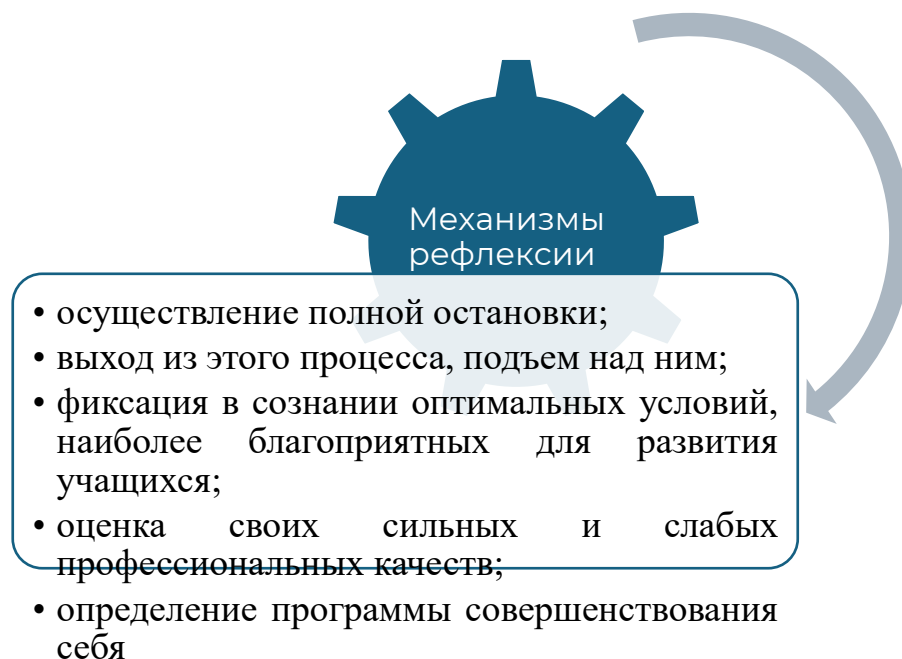 Механизмы
рефлексии
• осуществление полной остановки;
• выход из этого процесса, подъем над ним;
• фиксация в сознании оптимальных условий,
наиболее благоприятных для развития
учащихся;
• оценка своих сильных и слабых
профессиональных качеств;
• определение программы совершенствования
себя